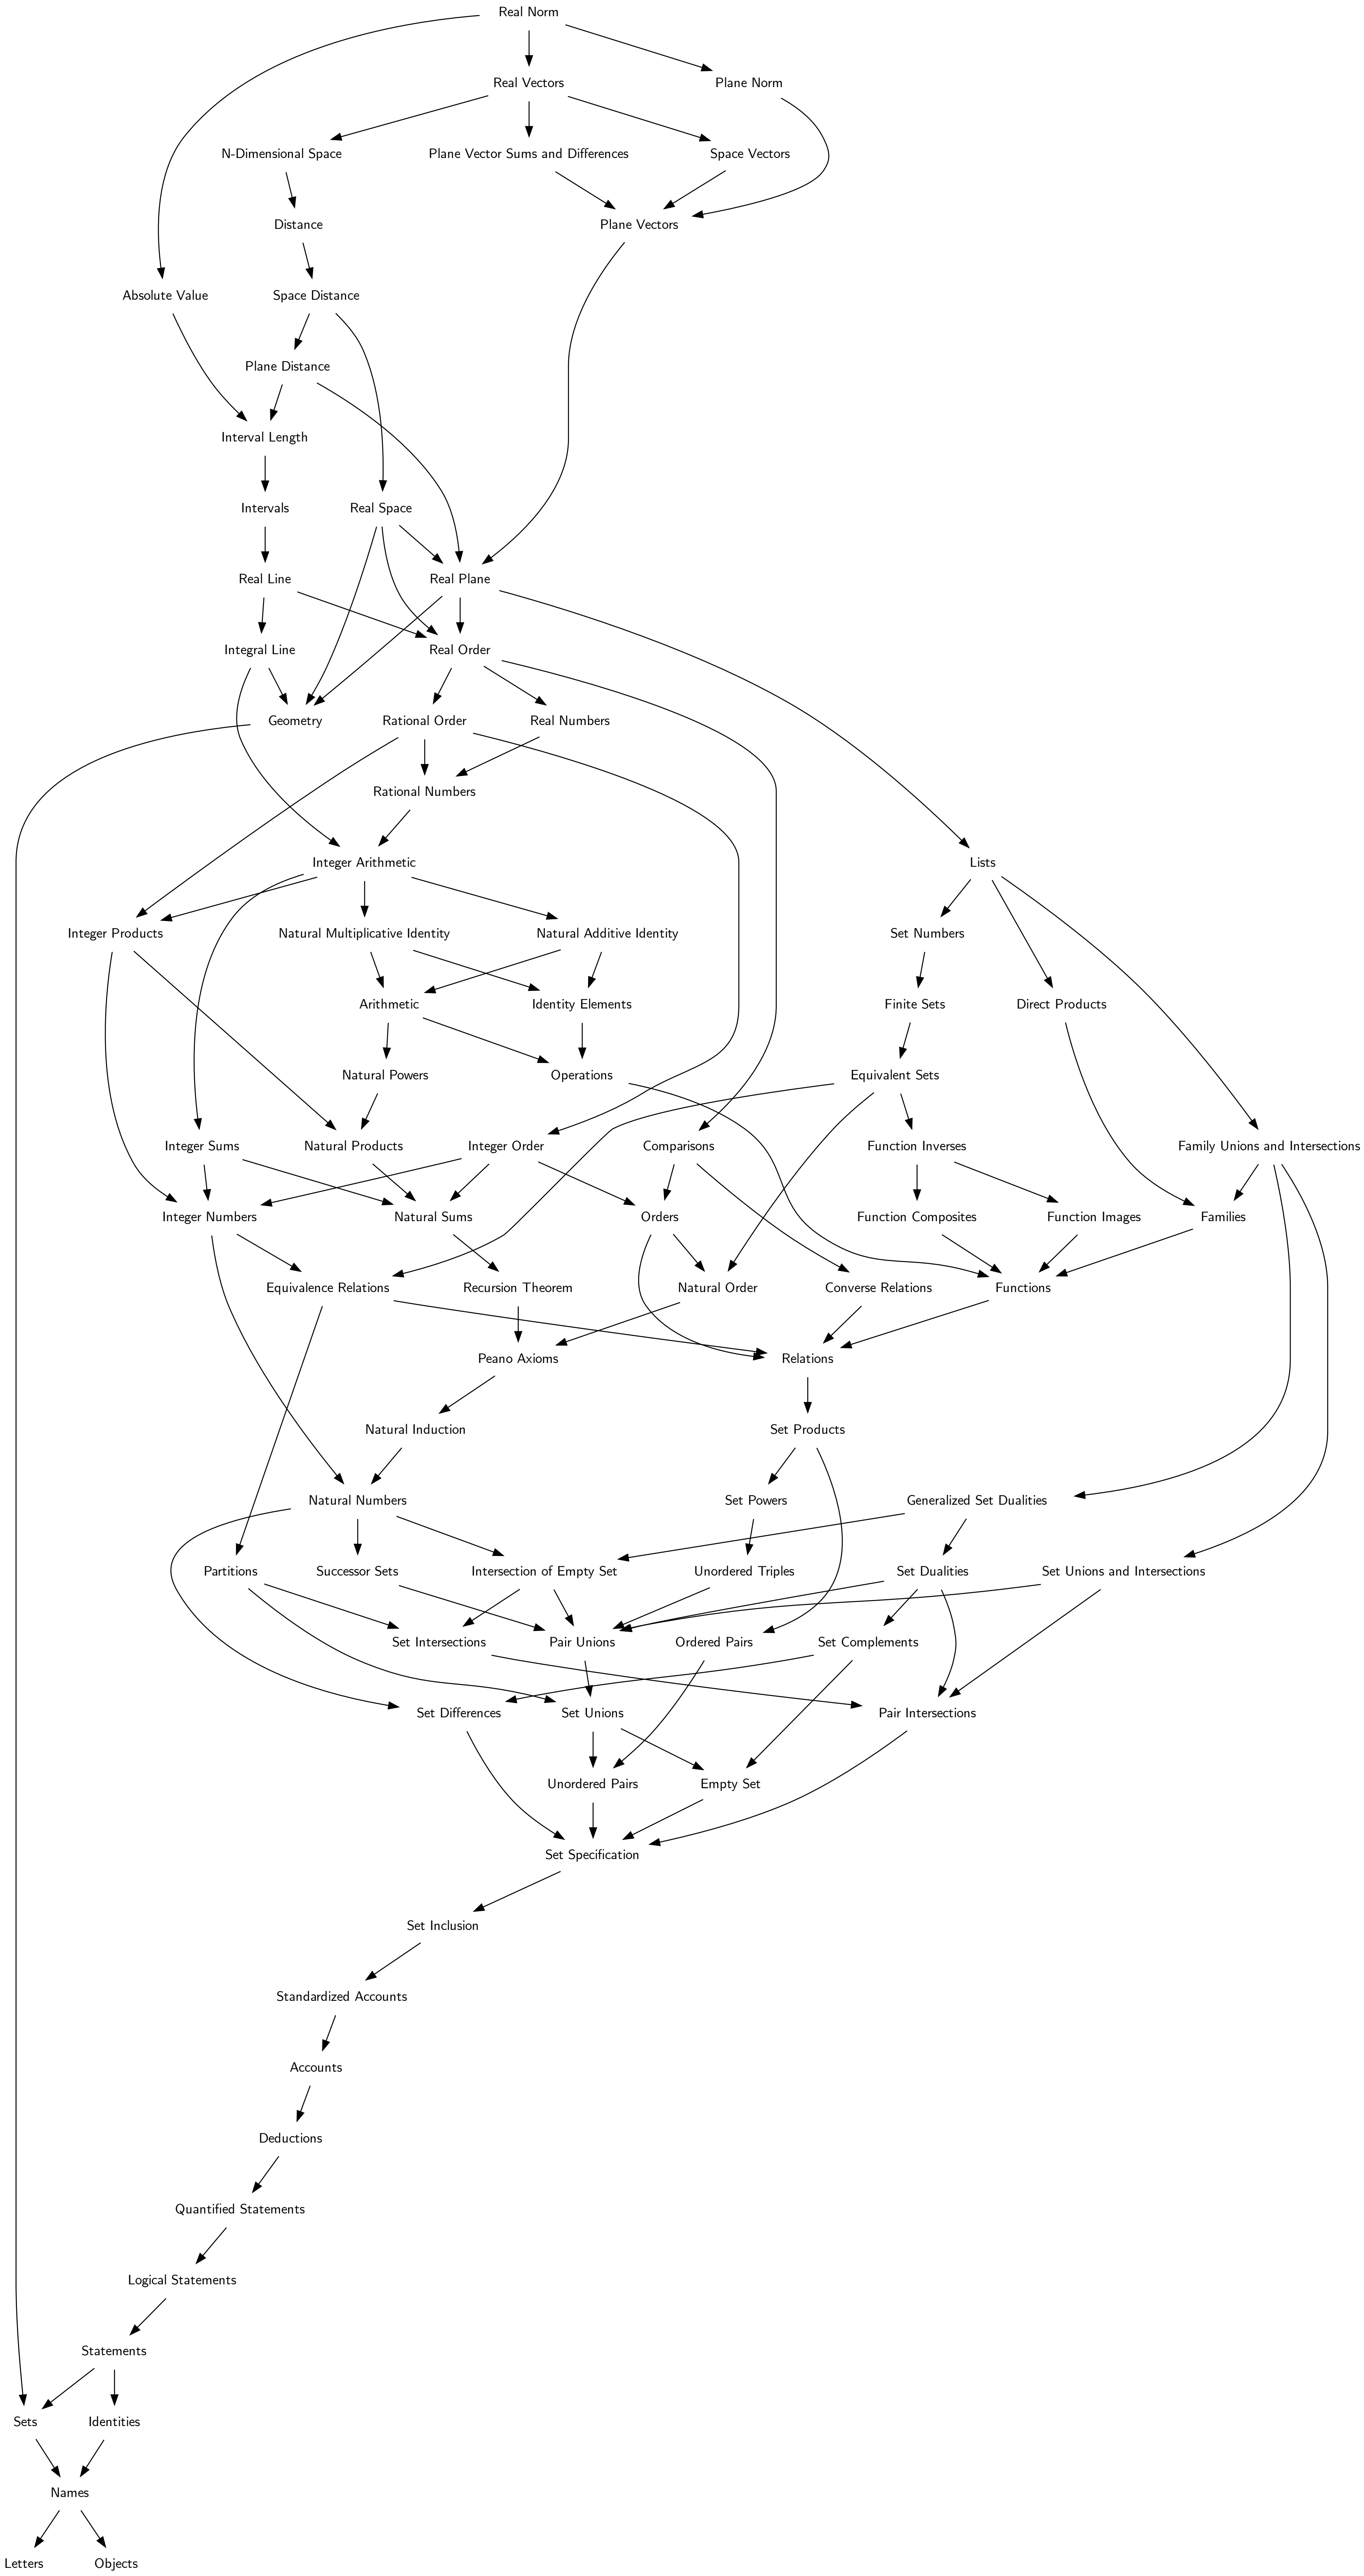 Real Norm
Real Vectors
Plane Norm
N-Dimensional Space
Plane Vector Sums and Differences
Space Vectors
Distance
Plane Vectors
Absolute Value
Space Distance
Plane Distance
Interval Length
Intervals
Real Space
Real Line
Real Plane
Integral Line
Real Order
Geometry
Rational Order
Real Numbers
Rational Numbers
Integer Arithmetic
Lists
Integer Products
Natural Multiplicative Identity
Natural Additive Identity
Set Numbers
Arithmetic
Identity Elements
Finite Sets
Direct Products
Natural Powers
Operations
Equivalent Sets
Integer Sums
Natural Products
Integer Order
Comparisons
Function Inverses
Family Unions and Intersections
Integer Numbers
Natural Sums
Orders
Function Composites
Function Images
Families
Equivalence Relations
Recursion Theorem
Natural Order
Converse Relations
Functions
Peano Axioms
Relations
Natural Induction
Set Products
Natural Numbers
Set Powers
Generalized Set Dualities
Partitions
Successor Sets
Intersection of Empty Set
Unordered Triples
Set Dualities
Set Unions and Intersections
Set Intersections
Pair Unions
Ordered Pairs
Set Complements
Set Differences
Set Unions
Pair Intersections
Unordered Pairs
Empty Set
Set Specification
Set Inclusion
Standardized Accounts
Accounts
Deductions
Quantified Statements
Logical Statements
Statements
Sets
Identities
Names
Letters
Objects